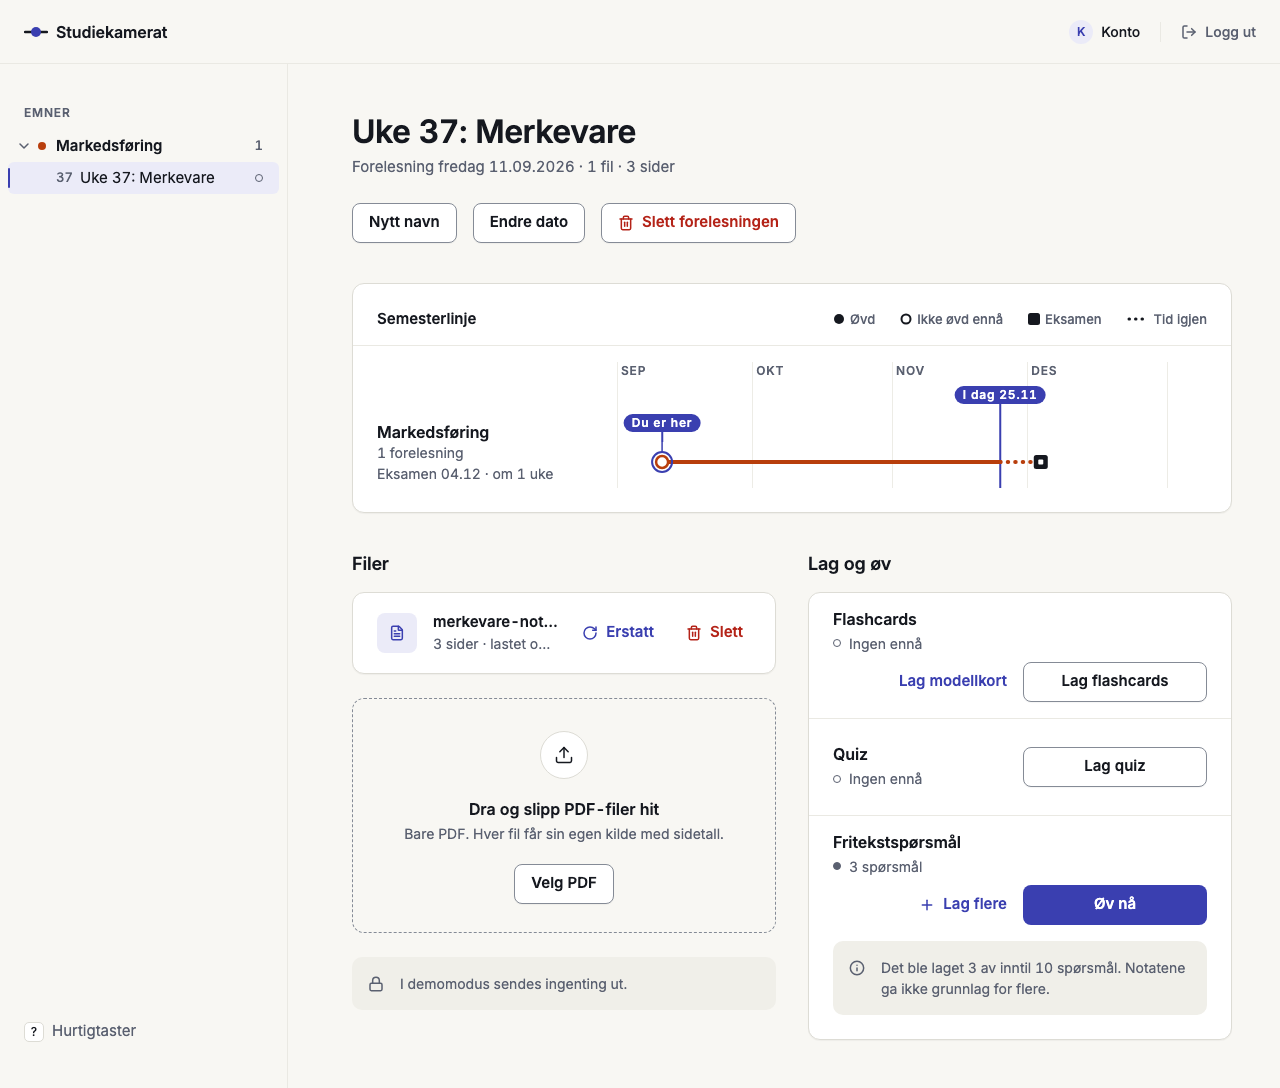 Studiekamerat
K Konto
Logg ut
EMNER
Markedsføring 1
37 Uke 37: Merkevare
Uke 37: Merkevare
Forelesning fredag 11.09.2026 · 1 fil · 3 sider
Nytt navn
Endre dato
Slett forelesningen
Semesterlinje
Øvd
Ikke øvd ennå
Eksamen
Tid igjen
SEP OKT NOV DES
I dag 25.11
Du er her
Markedsføring
1 forelesning
Eksamen 04.12 · om 1 uke
Filer
merkevare-not…
3 sider · lastet o…
Erstatt
Slett
Dra og slipp PDF-filer hit
Bare PDF. Hver fil får sin egen kilde med sidetall.
Velg PDF
I demomodus sendes ingenting ut.
Lag og øv
Flashcards
Ingen ennå
Lag modellkort
Lag flashcards
Quiz
Ingen ennå
Lag quiz
Fritekstspørsmål
3 spørsmål
Lag flere
Øv nå
Det ble laget 3 av inntil 10 spørsmål. Notatene
ga ikke grunnlag for flere.
? Hurtigtaster